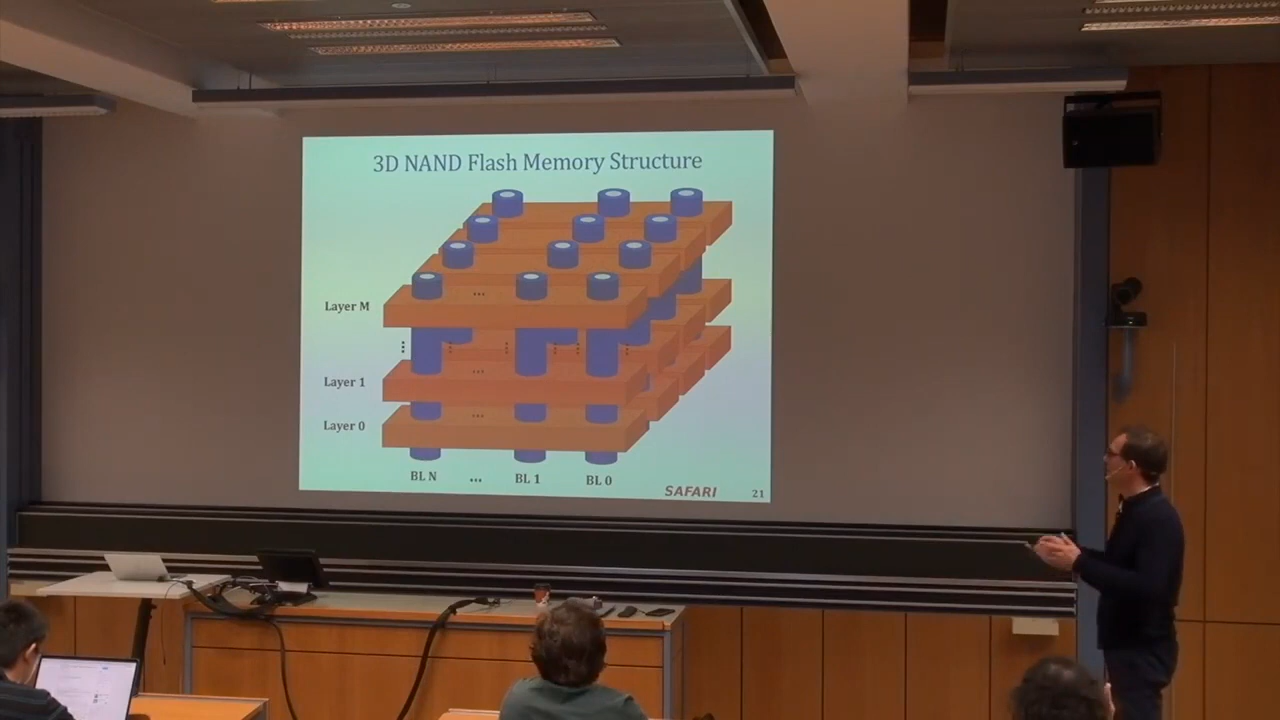 3D NAND Flash Memory Structure
Layer M
Layer 1
Layer 0
BL N ... BL 1 BL 0
SAFARI 21